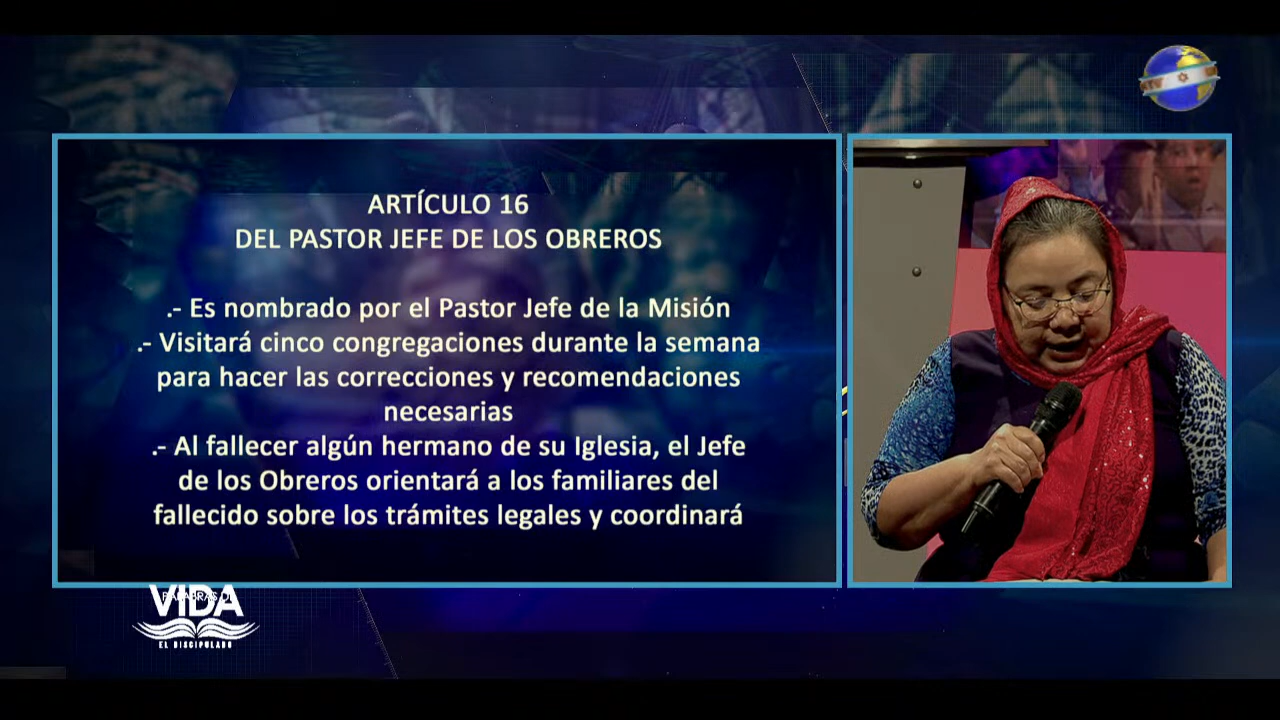 ARTÍCULO 16
DEL PASTOR JEFE DE LOS OBREROS
.- Es nombrado por el Pastor Jefe de la Misión
.- Visitará cinco congregaciones durante la semana
para hacer las correcciones y recomendaciones
necesarias
.- Al fallecer algún hermano de su Iglesia, el Jefe
de los Obreros orientará a los familiares del
fallecido sobre los trámites legales y coordinará
PALABRAS DE
VIDA
EL DISCIPULADO